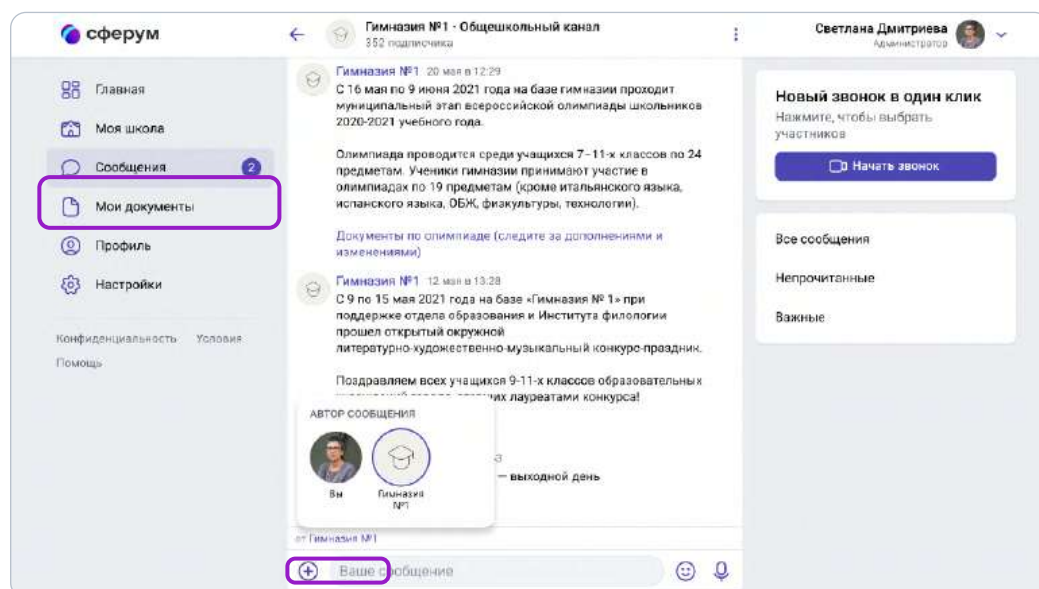 сферум
Гимназия №1 - Общешкольный канал
352 подписчика
Светлана Дмитриева
Администратор
Главная
Моя школа
Сообщения
2
Мои документы
Профиль
Настройки
Конфиденциальность Условия
Помощь
Гимназия №1 20 мая в 12:29
С 16 мая по 9 июня 2021 года на базе гимназии проходит
муниципальный этап всероссийской олимпиады школьников
2020-2021 учебного года.
Олимпиада проводится среди учащихся 7–11-х классов по 24
предметам. Ученики гимназии принимают участие в
олимпиадах по 19 предметам (кроме итальянского языка,
испанского языка, ОБЖ, физкультуры, технологии).
Документы по олимпиаде (следите за дополнениями и
изменениями)
Гимназия №1 12 мая в 13:28
С 9 по 15 мая 2021 года на базе «Гимназия № 1» при
поддержке отдела образования и Института филологии
прошел открытый окружной
литературно-художественно-музыкальный конкурс-праздник.
Поздравляем всех учащихся 9-11-х классов образовательных
лауреатами конкурса!
— выходной день
АВТОР СООБЩЕНИЯ
Вы
Гимназия
№1
от Гимназия №1
Ваше сообщение
Новый звонок в один клик
Нажмите, чтобы выбрать
участников
Начать звонок
Все сообщения
Непрочитанные
Важные